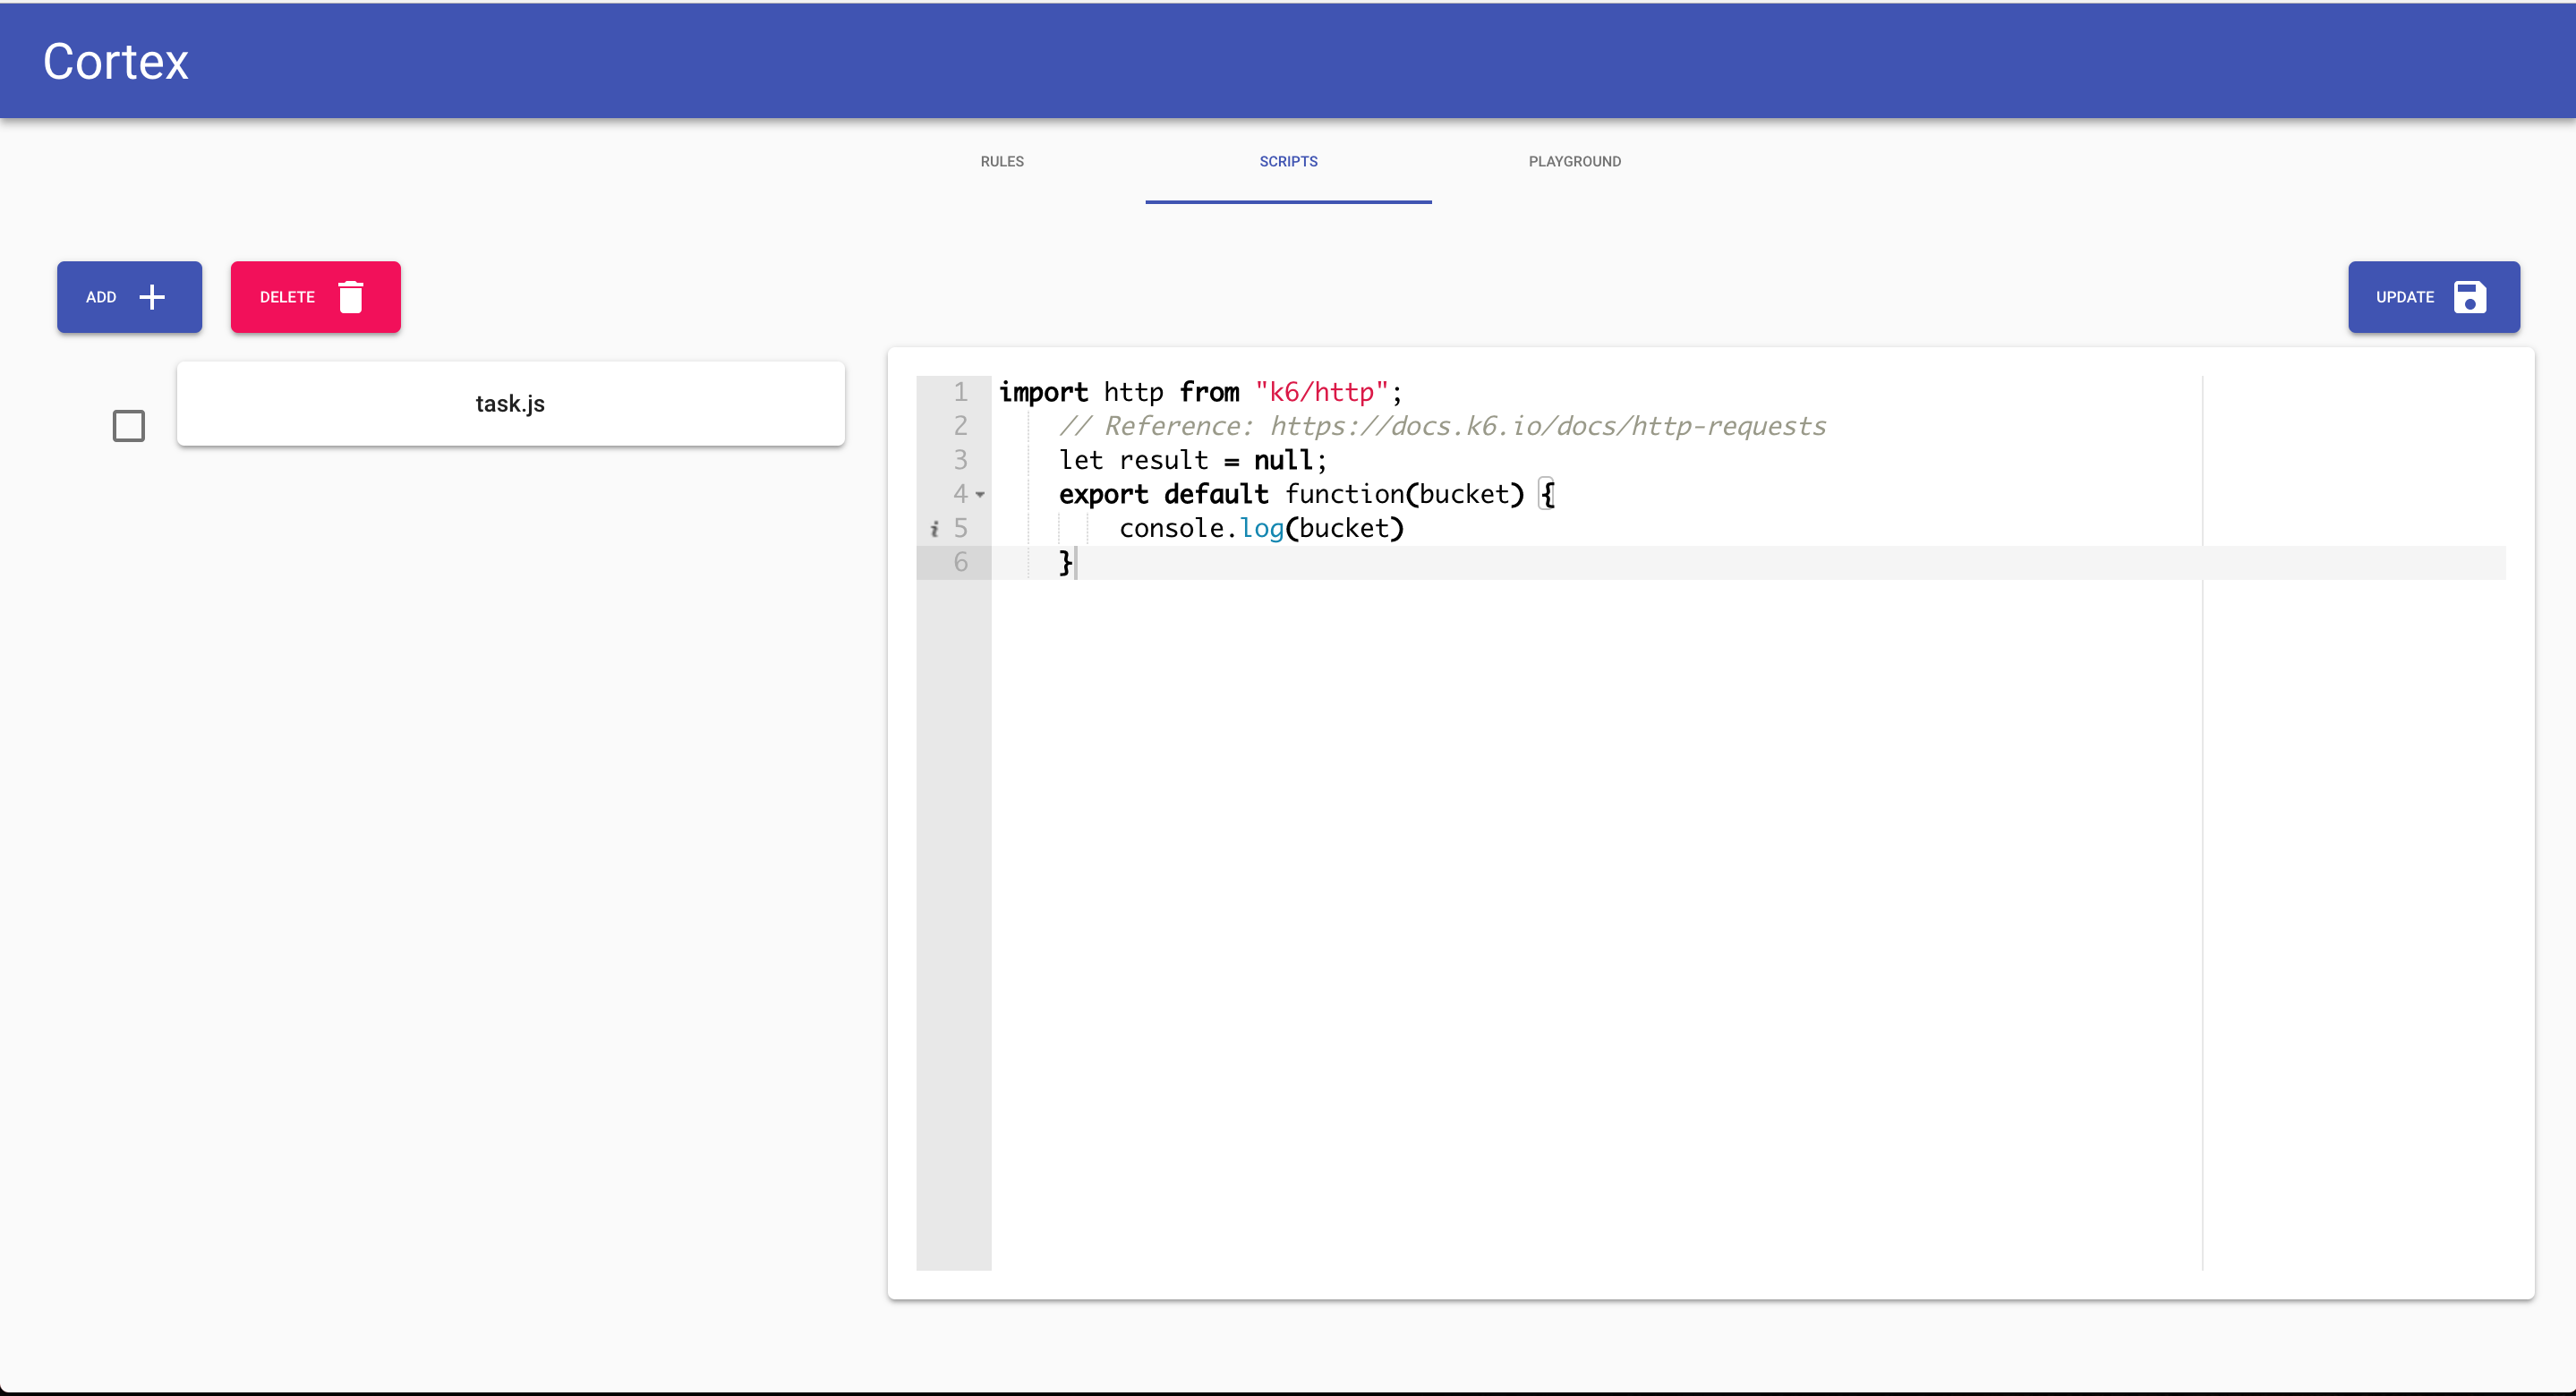 Cortex
RULES
SCRIPTS
PLAYGROUND
ADD
DELETE
UPDATE
task.js
1 import http from "k6/http";
2 // Reference: https://docs.k6.io/docs/http-requests
3 let result = null;
4 export default function(bucket) {
i 5 console.log(bucket)
6 }